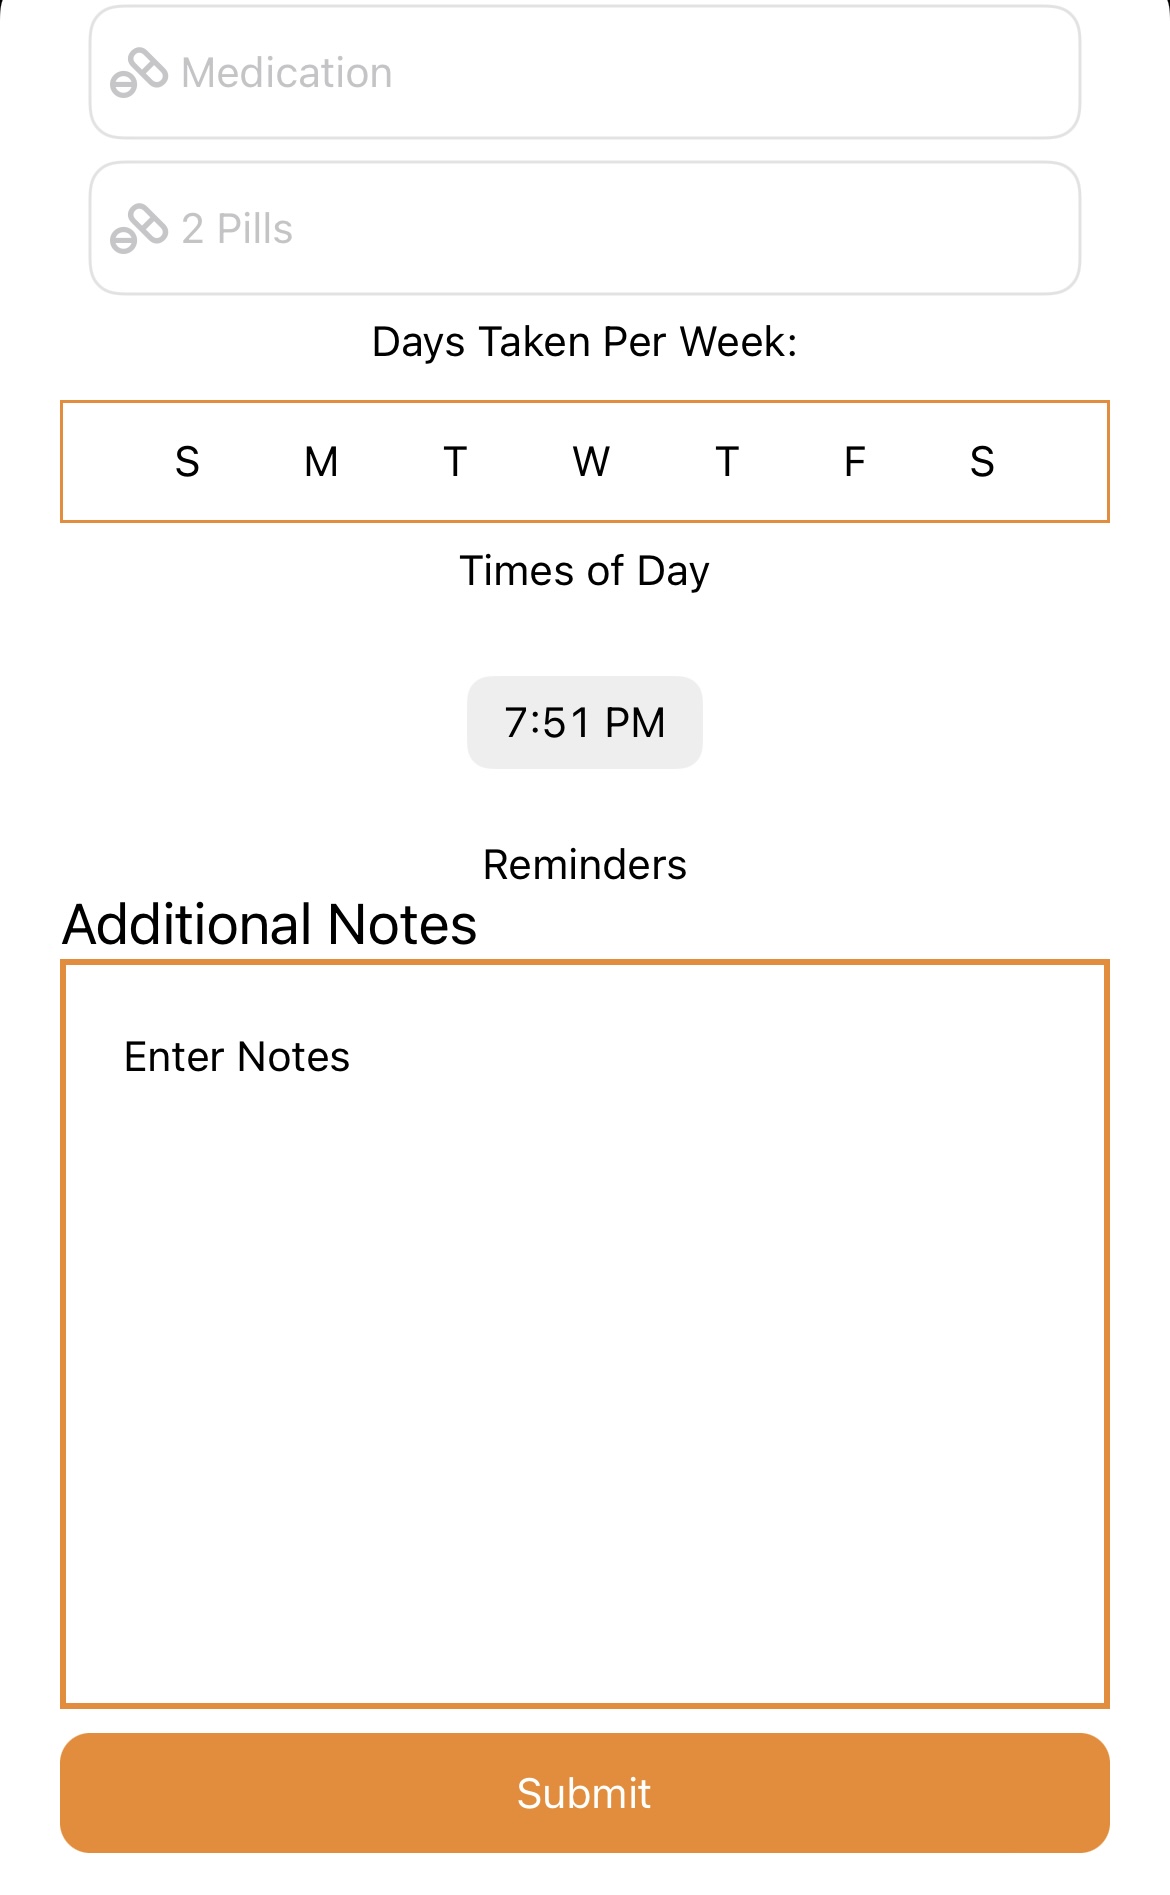 Medication
2 Pills
Days Taken Per Week:
S M T W T F S
Times of Day
7:51 PM
Reminders
Additional Notes
Enter Notes
Submit